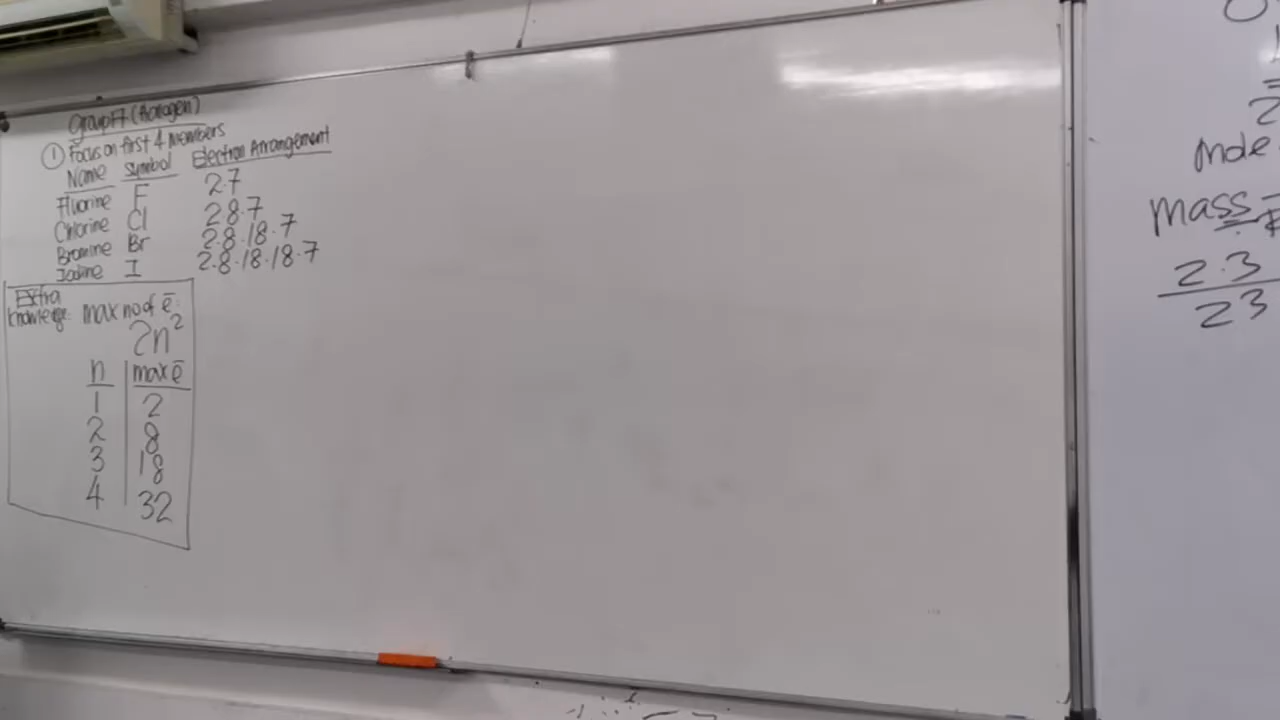 Group 17 (Halogen)
① Focus on first 4 Members
Name Symbol Electron Arrangement
Fluorine F 2.7
Chlorine Cl 2.8.7
Bromine Br 2.8.18.7
Iodine I 2.8.18.18.7
Extra
knowledge: max no of ē:
2n²
n max ē
1 2
2 8
3 18
4 32
mass =
2.3
23